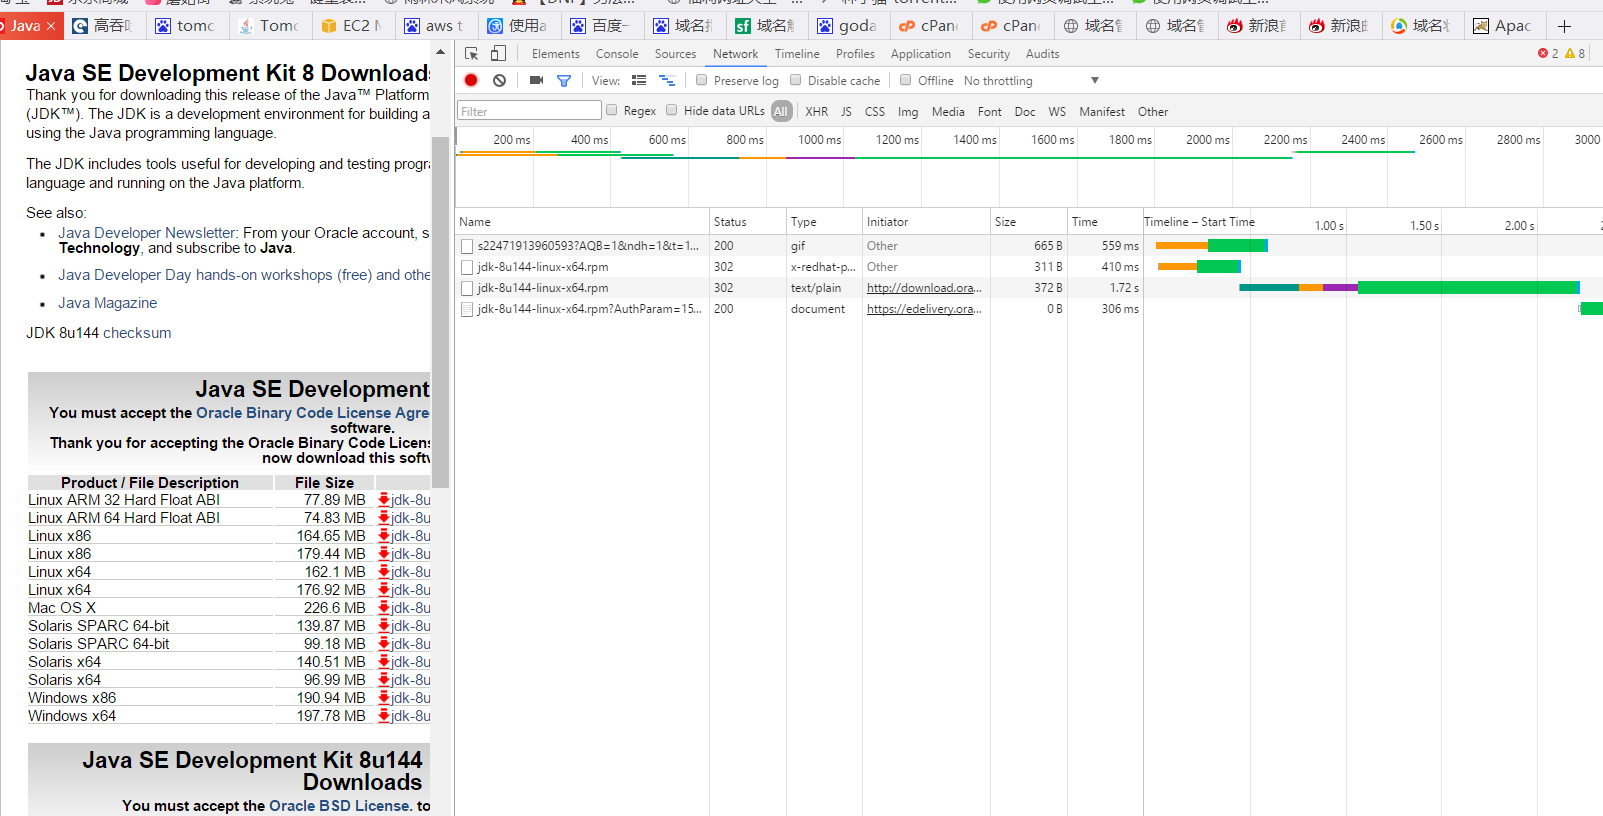 Java ×
高吞
tomc
Tomc
EC2
aws t
使用a
百度一
域名
域名
goda
cPan
cPan
域名
域名
新浪
新浪
域名
Apac
Java SE Development Kit 8 Downloads
Thank you for downloading this release of the Java™ Platform
(JDK™). The JDK is a development environment for building a
using the Java programming language.
The JDK includes tools useful for developing and testing progr
language and running on the Java platform.
See also:
Java Developer Newsletter: From your Oracle account, s
Technology, and subscribe to Java.
Java Developer Day hands-on workshops (free) and othe
Java Magazine
JDK 8u144 checksum
Java SE Development
You must accept the Oracle Binary Code License Agre
software.
Thank you for accepting the Oracle Binary Code Licens
now download this softw
Product / File Description File Size
Linux ARM 32 Hard Float ABI 77.89 MB jdk-8u
Linux ARM 64 Hard Float ABI 74.83 MB jdk-8u
Linux x86 164.65 MB jdk-8u
Linux x86 179.44 MB jdk-8u
Linux x64 162.1 MB jdk-8u
Linux x64 176.92 MB jdk-8u
Mac OS X 226.6 MB jdk-8u
Solaris SPARC 64-bit 139.87 MB jdk-8u
Solaris SPARC 64-bit 99.18 MB jdk-8u
Solaris x64 140.51 MB jdk-8u
Solaris x64 96.99 MB jdk-8u
Windows x86 190.94 MB jdk-8u
Windows x64 197.78 MB jdk-8u
Java SE Development Kit 8u144
Downloads
You must accept the Oracle BSD License. to
Elements Console Sources Network Timeline Profiles Application Security Audits 2 8
View: Preserve log Disable cache Offline No throttling
Filter Regex Hide data URLs All XHR JS CSS Img Media Font Doc WS Manifest Other
200 ms 400 ms 600 ms 800 ms 1000 ms 1200 ms 1400 ms 1600 ms 1800 ms 2000 ms 2200 ms 2400 ms 2600 ms 2800 ms 3000
Name Status Type Initiator Size Time Timeline – Start Time 1.00 s 1.50 s 2.00 s
s22471913960593?AQB=1&ndh=1&t=1... 200 gif Other 665 B 559 ms
jdk-8u144-linux-x64.rpm 302 x-redhat-p... Other 311 B 410 ms
jdk-8u144-linux-x64.rpm 302 text/plain http://download.ora... 372 B 1.72 s
jdk-8u144-linux-x64.rpm?AuthParam=15... 200 document https://edelivery.ora... 0 B 306 ms